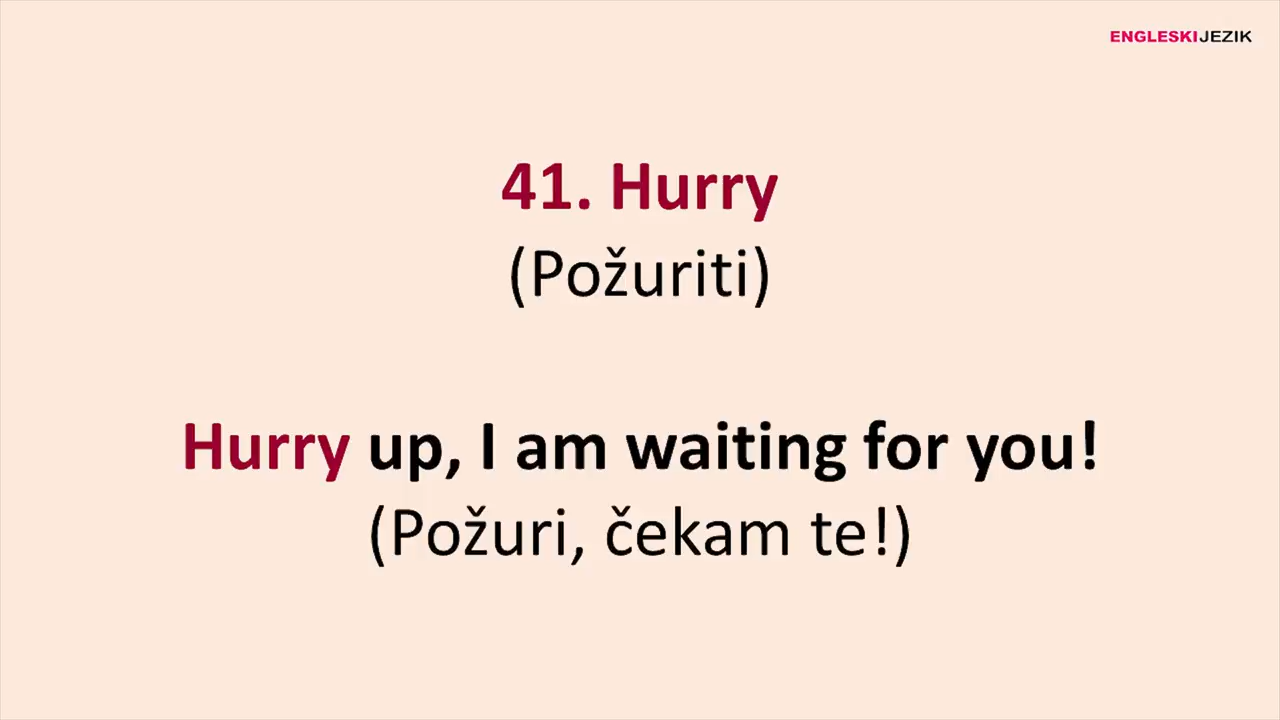 ENGLESKIJEZIK
41. Hurry
(Požuriti)
Hurry up, I am waiting for you!
(Požuri, čekam te!)